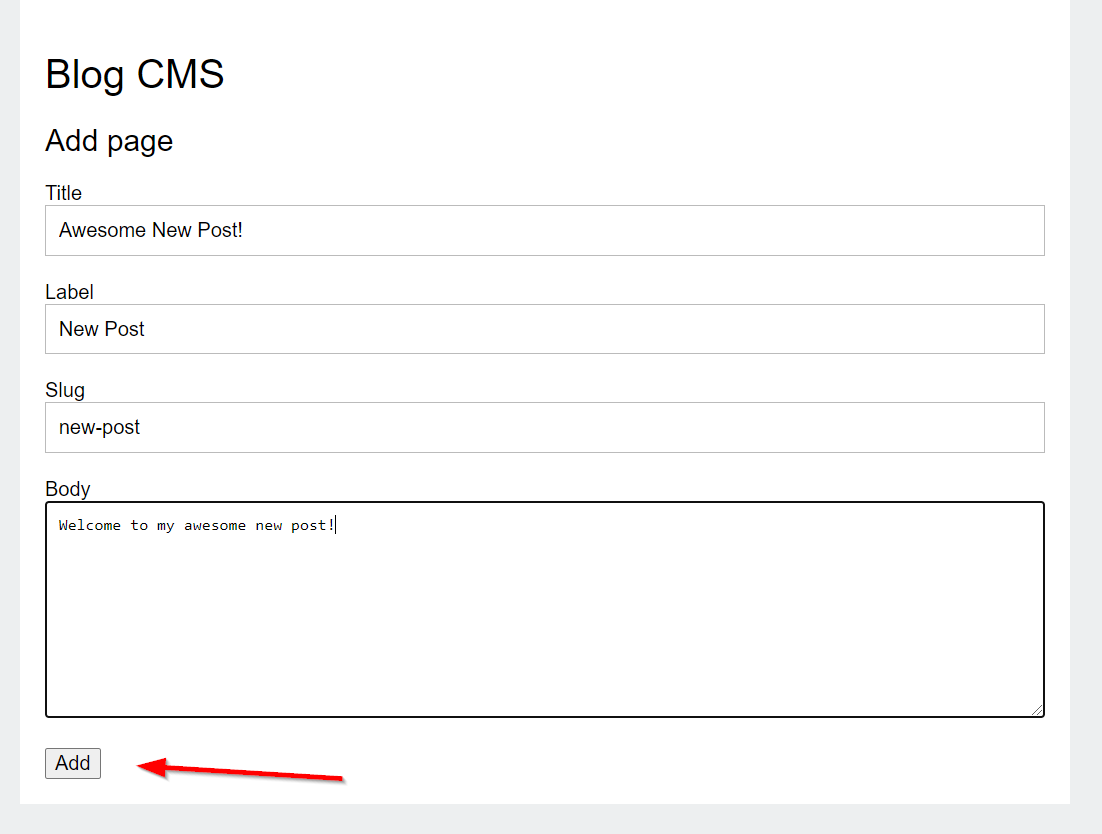 Blog CMS
Add page
Title
Awesome New Post!
Label
New Post
Slug
new-post
Body
Welcome to my awesome new post!
Add